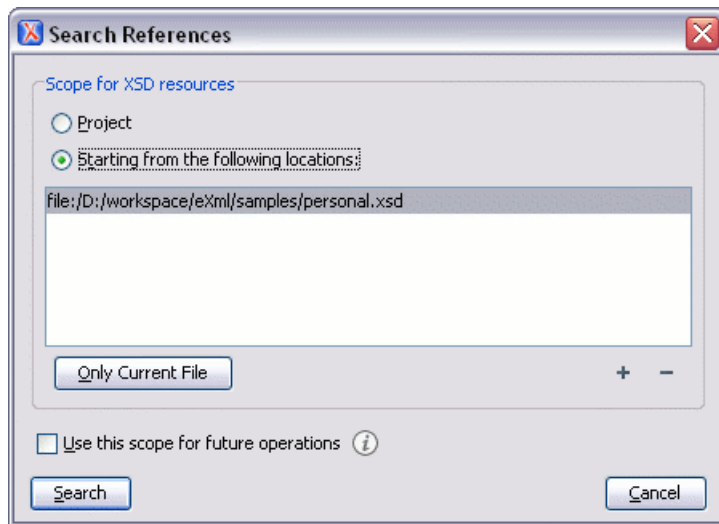 Search References
Scope for XSD resources
Project
Starting from the following locations:
file:/D:/workspace/eXml/samples/personal.xsd
Only Current File
+ −
Use this scope for future operations i
Search Cancel